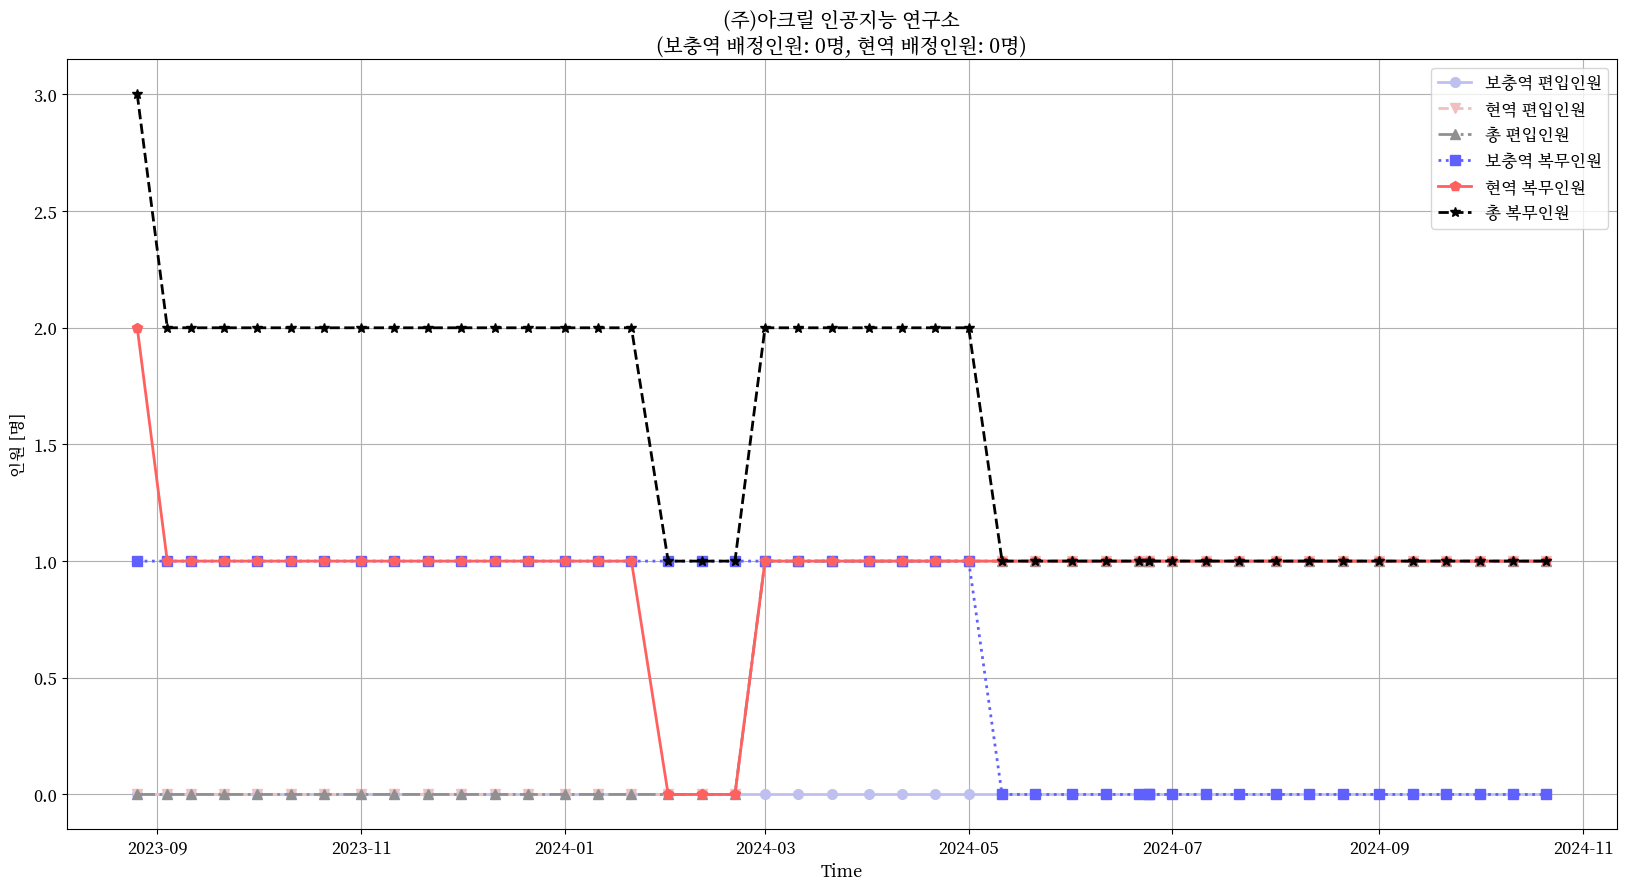 (주)아크릴 인공지능 연구소
(보충역 배정인원: 0명, 현역 배정인원: 0명)
보충역 편입인원
현역 편입인원
총 편입인원
보충역 복무인원
현역 복무인원
총 복무인원
인원 [명]
3.0
2.5
2.0
1.5
1.0
0.5
0.0
2023-09
2023-11
2024-01
2024-03
2024-05
2024-07
2024-09
2024-11
Time